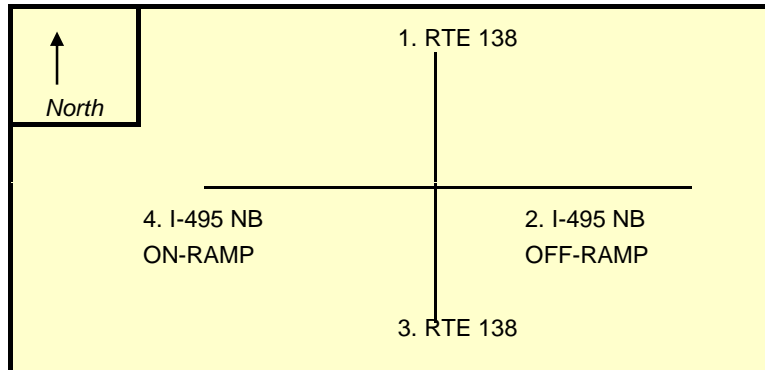 1. RTE 138
North
4. I-495 NB
ON-RAMP
2. I-495 NB
OFF-RAMP
3. RTE 138